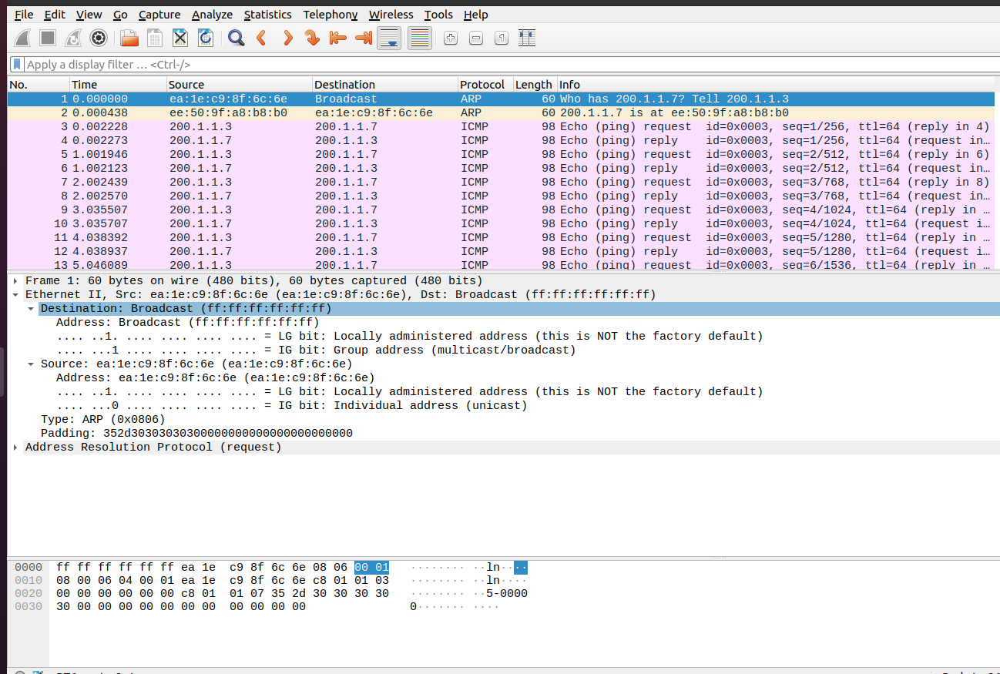 File Edit View Go Capture Analyze Statistics Telephony Wireless Tools Help
Apply a display filter … <Ctrl-/>
No. Time Source Destination Protocol Length Info
1 0.000000 ea:1e:c9:8f:6c:6e Broadcast ARP 60 Who has 200.1.1.7? Tell 200.1.1.3
2 0.000438 ee:50:9f:a8:b8:b0 ea:1e:c9:8f:6c:6e ARP 60 200.1.1.7 is at ee:50:9f:a8:b8:b0
3 0.002228 200.1.1.3 200.1.1.7 ICMP 98 Echo (ping) request id=0x0003, seq=1/256, ttl=64 (reply in 4)
4 0.002273 200.1.1.7 200.1.1.3 ICMP 98 Echo (ping) reply id=0x0003, seq=1/256, ttl=64 (request in…
5 1.001946 200.1.1.3 200.1.1.7 ICMP 98 Echo (ping) request id=0x0003, seq=2/512, ttl=64 (reply in 6)
6 1.002123 200.1.1.7 200.1.1.3 ICMP 98 Echo (ping) reply id=0x0003, seq=2/512, ttl=64 (request in…
7 2.002439 200.1.1.3 200.1.1.7 ICMP 98 Echo (ping) request id=0x0003, seq=3/768, ttl=64 (reply in 8)
8 2.002570 200.1.1.7 200.1.1.3 ICMP 98 Echo (ping) reply id=0x0003, seq=3/768, ttl=64 (request in…
9 3.035507 200.1.1.3 200.1.1.7 ICMP 98 Echo (ping) request id=0x0003, seq=4/1024, ttl=64 (reply in …
10 3.035707 200.1.1.7 200.1.1.3 ICMP 98 Echo (ping) reply id=0x0003, seq=4/1024, ttl=64 (request i…
11 4.038392 200.1.1.3 200.1.1.7 ICMP 98 Echo (ping) request id=0x0003, seq=5/1280, ttl=64 (reply in …
12 4.038937 200.1.1.7 200.1.1.3 ICMP 98 Echo (ping) reply id=0x0003, seq=5/1280, ttl=64 (request i…
13 5.046089 200.1.1.3 200.1.1.7 ICMP 98 Echo (ping) request id=0x0003, seq=6/1536, ttl=64 (reply in …
Frame 1: 60 bytes on wire (480 bits), 60 bytes captured (480 bits)
Ethernet II, Src: ea:1e:c9:8f:6c:6e (ea:1e:c9:8f:6c:6e), Dst: Broadcast (ff:ff:ff:ff:ff:ff)
Destination: Broadcast (ff:ff:ff:ff:ff:ff)
Address: Broadcast (ff:ff:ff:ff:ff:ff)
.... ..1. .... .... .... .... = LG bit: Locally administered address (this is NOT the factory default)
.... ...1 .... .... .... .... = IG bit: Group address (multicast/broadcast)
Source: ea:1e:c9:8f:6c:6e (ea:1e:c9:8f:6c:6e)
Address: ea:1e:c9:8f:6c:6e (ea:1e:c9:8f:6c:6e)
.... ..1. .... .... .... .... = LG bit: Locally administered address (this is NOT the factory default)
.... ...0 .... .... .... .... = IG bit: Individual address (unicast)
Type: ARP (0x0806)
Padding: 352d30303030300000000000000000000000
Address Resolution Protocol (request)
0000 ff ff ff ff ff ff ea 1e c9 8f 6c 6e 08 06 00 01 ········ ··ln····
0010 08 00 06 04 00 01 ea 1e c9 8f 6c 6e c8 01 01 03 ········ ··ln····
0020 00 00 00 00 00 00 c8 01 01 07 35 2d 30 30 30 30 ········ ··5-0000
0030 30 00 00 00 00 00 00 00 00 00 00 00 0······· ····